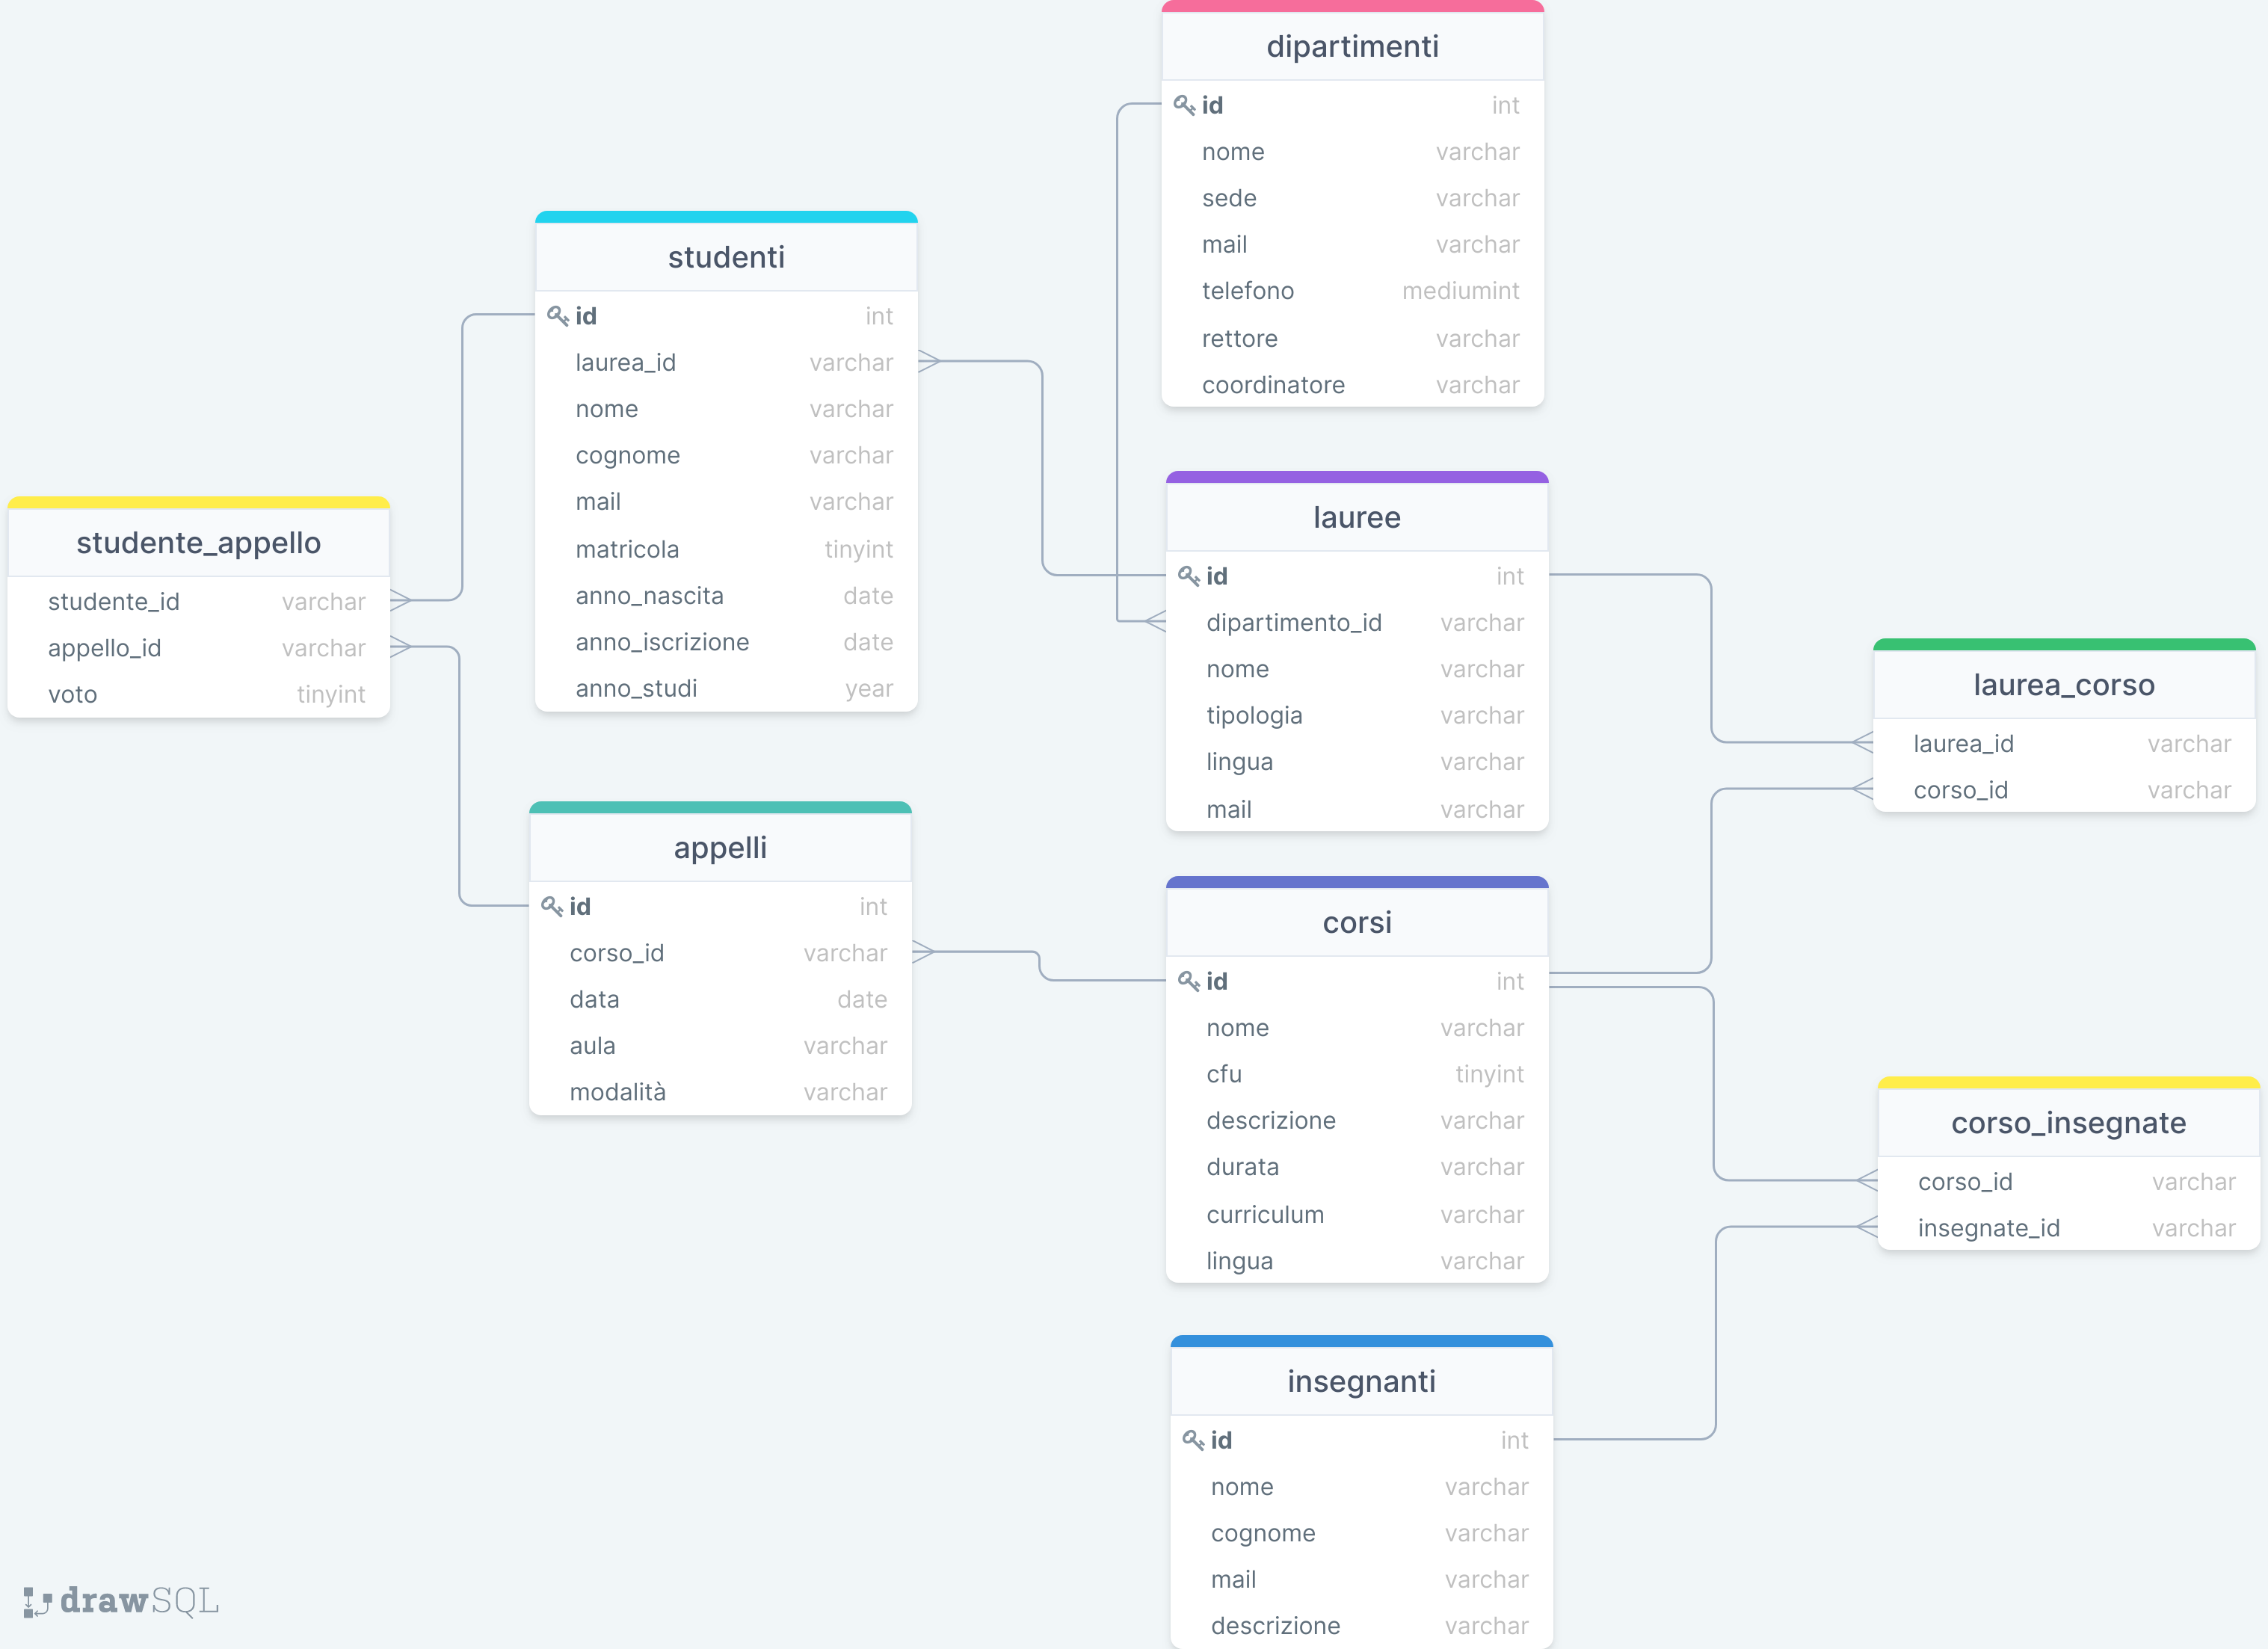 dipartimenti
id int
nome varchar
sede varchar
mail varchar
telefono mediumint
rettore varchar
coordinatore varchar
studenti
id int
laurea_id varchar
nome varchar
cognome varchar
mail varchar
matricola tinyint
anno_nascita date
anno_iscrizione date
anno_studi year
lauree
id int
dipartimento_id varchar
nome varchar
tipologia varchar
lingua varchar
mail varchar
studente_appello
studente_id varchar
appello_id varchar
voto tinyint
laurea_corso
laurea_id varchar
corso_id varchar
appelli
id int
corso_id varchar
data date
aula varchar
modalità varchar
corsi
id int
nome varchar
cfu tinyint
descrizione varchar
durata varchar
curriculum varchar
lingua varchar
corso_insegnate
corso_id varchar
insegnate_id varchar
insegnanti
id int
nome varchar
cognome varchar
mail varchar
descrizione varchar
drawSQL